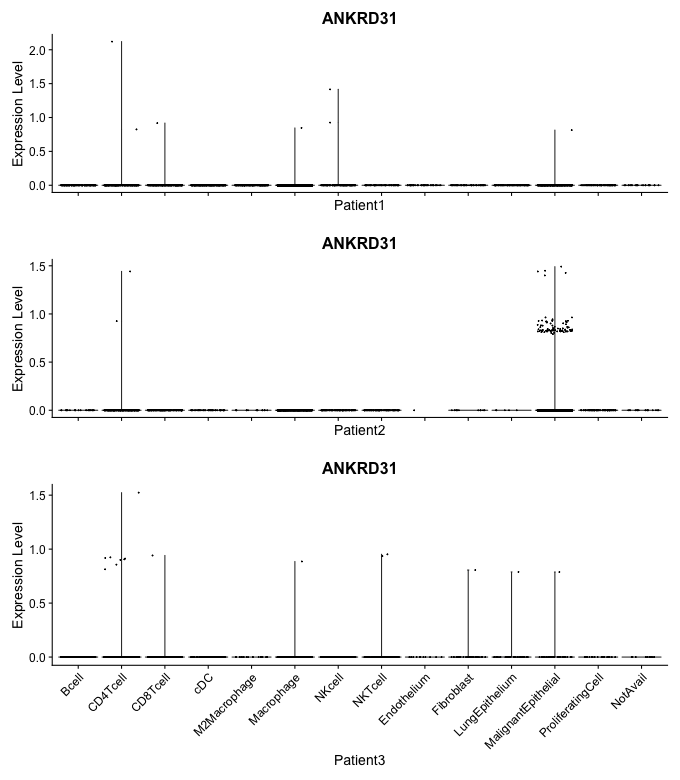 ANKRD31
Expression Level
2.0
1.5
1.0
0.5
0.0
Patient1
ANKRD31
Expression Level
1.5
1.0
0.5
0.0
Patient2
ANKRD31
Expression Level
1.5
1.0
0.5
0.0
Bcell
CD4Tcell
CD8Tcell
cDC
M2Macrophage
Macrophage
NKcell
NKTcell
Endothelium
Fibroblast
LungEpithelium
MalignantEpithelial
ProliferatingCell
NotAvail
Patient3